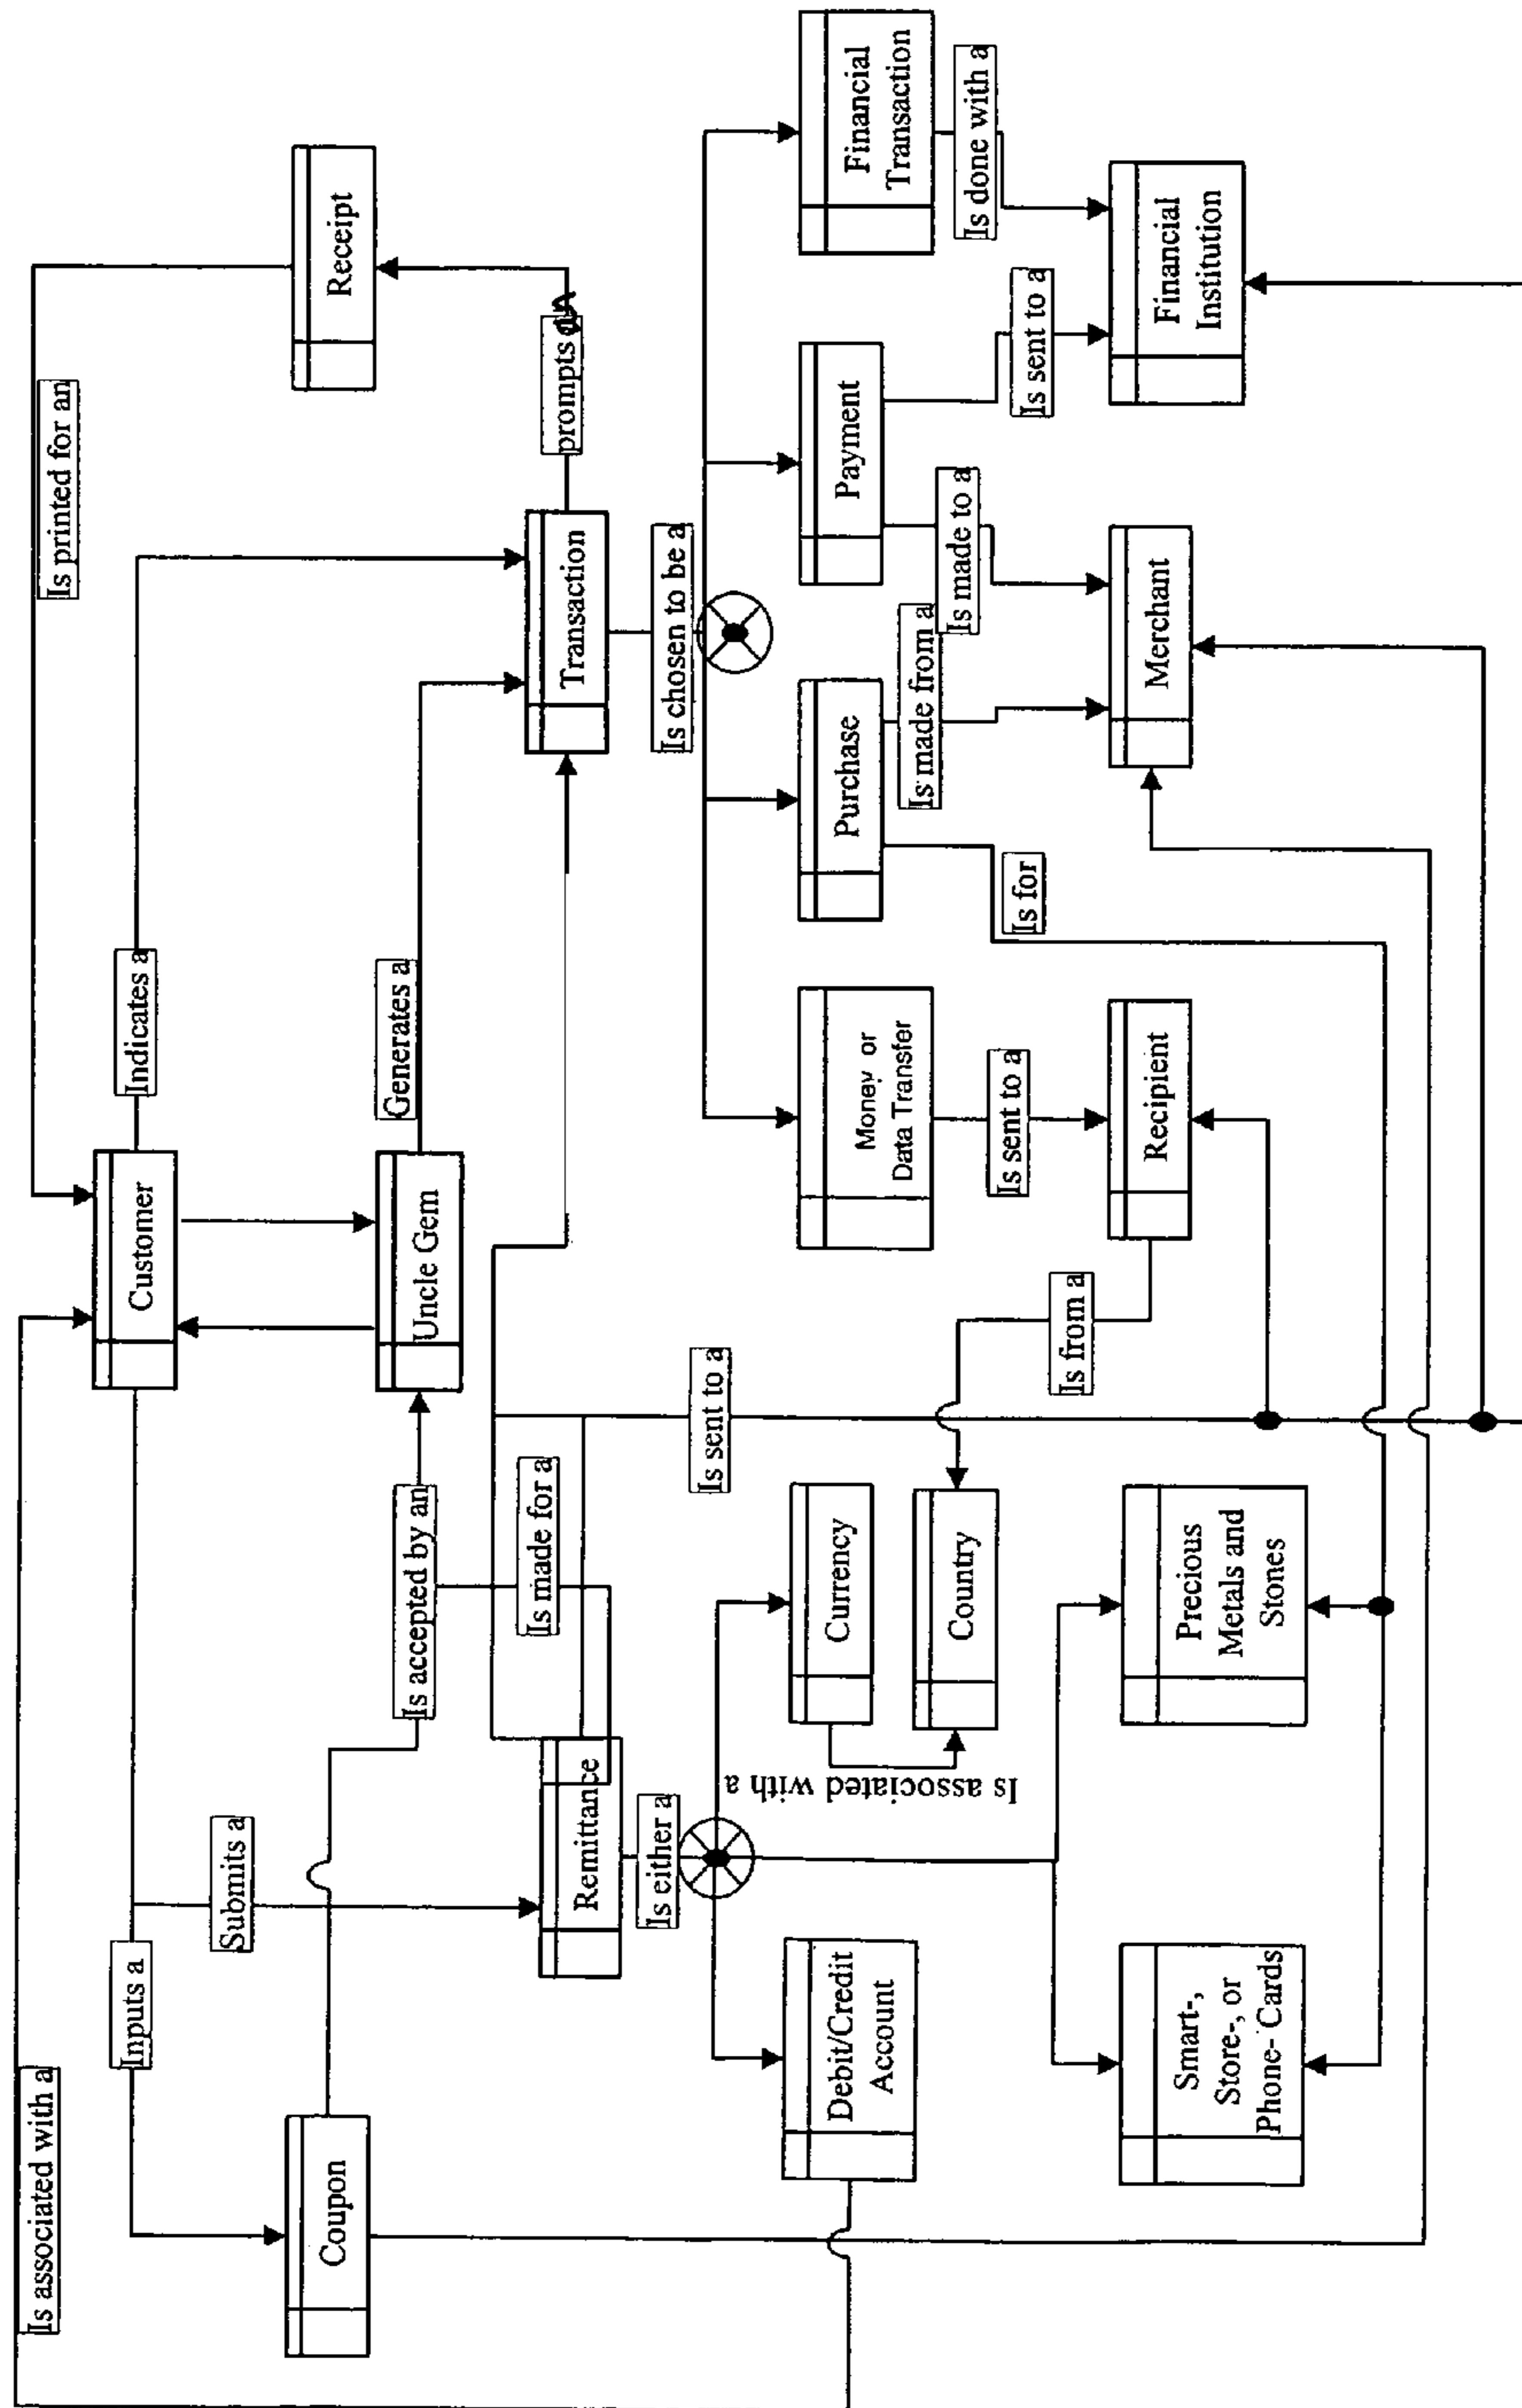 Is associated with a
Is printed for an
Inputs a
Customer
Indicates a
Submits a
Coupon
Receipt
Uncle Gem
Generates a
Is accepted by an
Is made for a
Remittance
Transaction
prompts a
Is either a
Is sent to a
Is chosen to be a
Debit/Credit
Account
Currency
Money or
Data Transfer
Purchase
Payment
Financial
Transaction
Is associated with a
Country
Is sent to a
Is made from a
Is made to a
Is done with a
Is from a
Is for
Is sent to a
Smart-,
Store-, or
Phone- Cards
Precious
Metals and
Stones
Recipient
Merchant
Financial
Institution